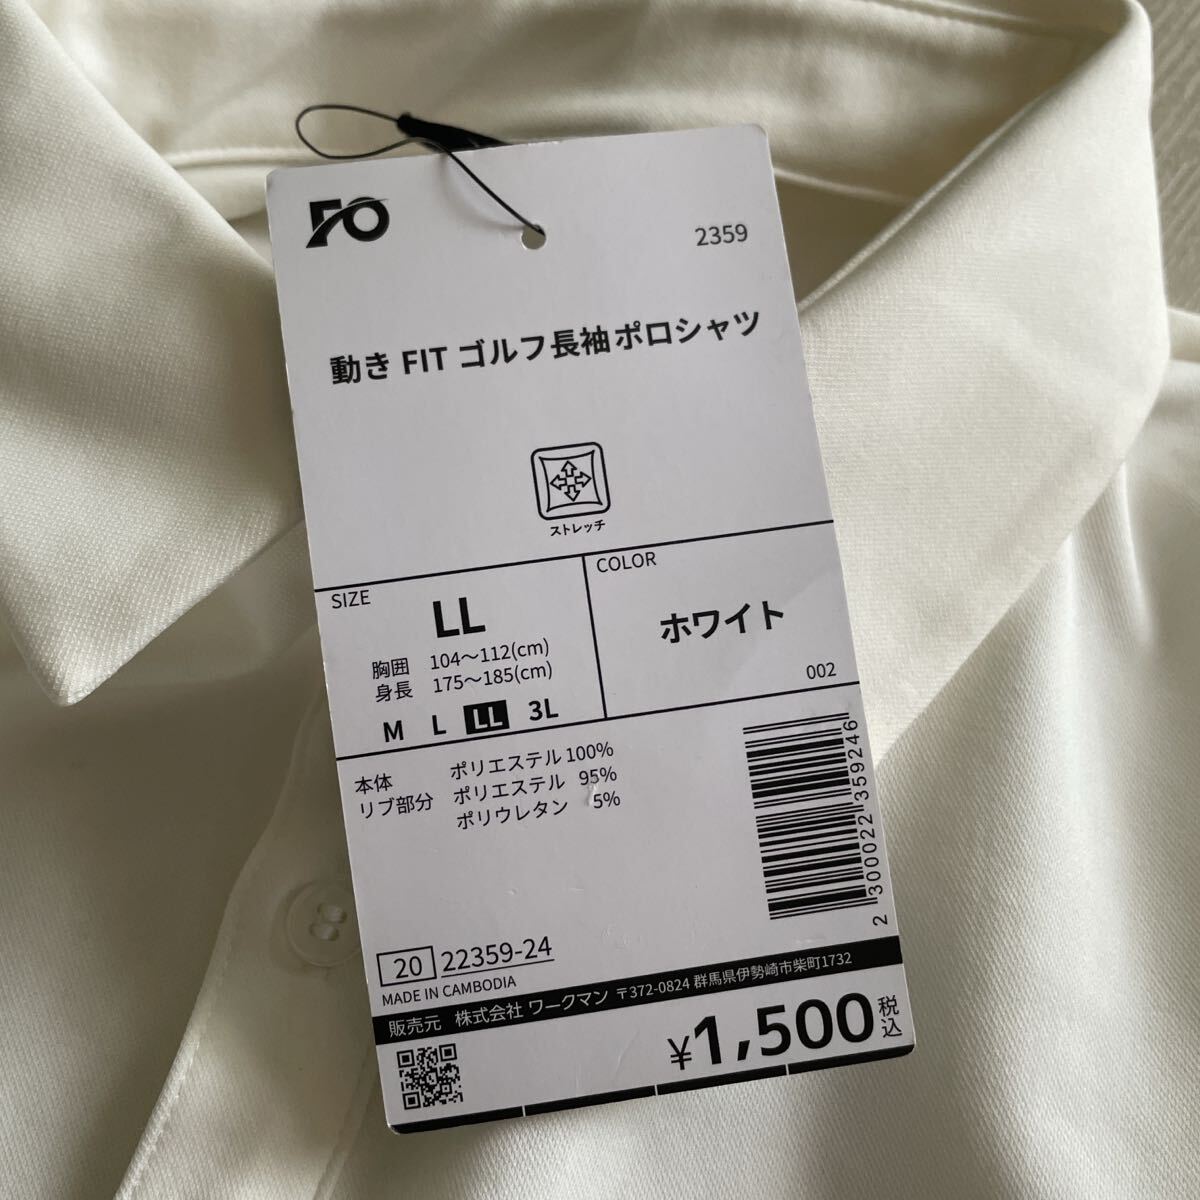 FO
2359
動き FIT ゴルフ長袖ポロシャツ
ストレッチ
SIZE
LL
胸囲 104～112(cm)
身長 175～185(cm)
M L LL 3L
COLOR
ホワイト
002
本体 ポリエステル 100%
リブ部分 ポリエステル 95%
ポリウレタン 5%
2300022359246
20 22359-24
MADE IN CAMBODIA
販売元 株式会社 ワークマン 〒372-0824 群馬県伊勢崎市柴町1732
¥1,500税込